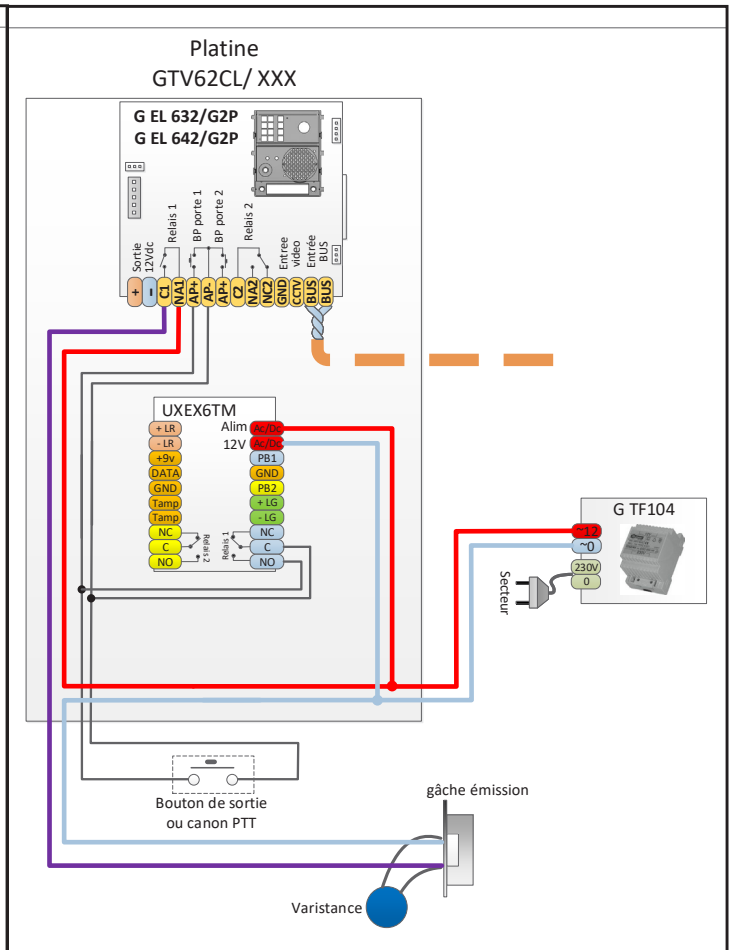 Platine
GTV62CL/ XXX
G EL 632/G2P
G EL 642/G2P
Sortie
12Vdc
Relais 1
BP porte 1
BP porte 2
Relais 2
Entree
video
Entrée
BUS
+
-
C1
NA1
AP+
AP-
AP+
C2
NA2
NC2
GND
CCTV
BUS
BUS
UXEX6TM
+ LR
- LR
+9v
DATA
GND
Tamp
Tamp
NC
C
NO
Relais 2
Alim
12V
Ac/Dc
Ac/Dc
PB1
GND
PB2
+ LG
- LG
NC
C
NO
Relais 1
G TF104
~12
~0
230V
0
Secteur
Bouton de sortie
ou canon PTT
gâche émission
Varistance